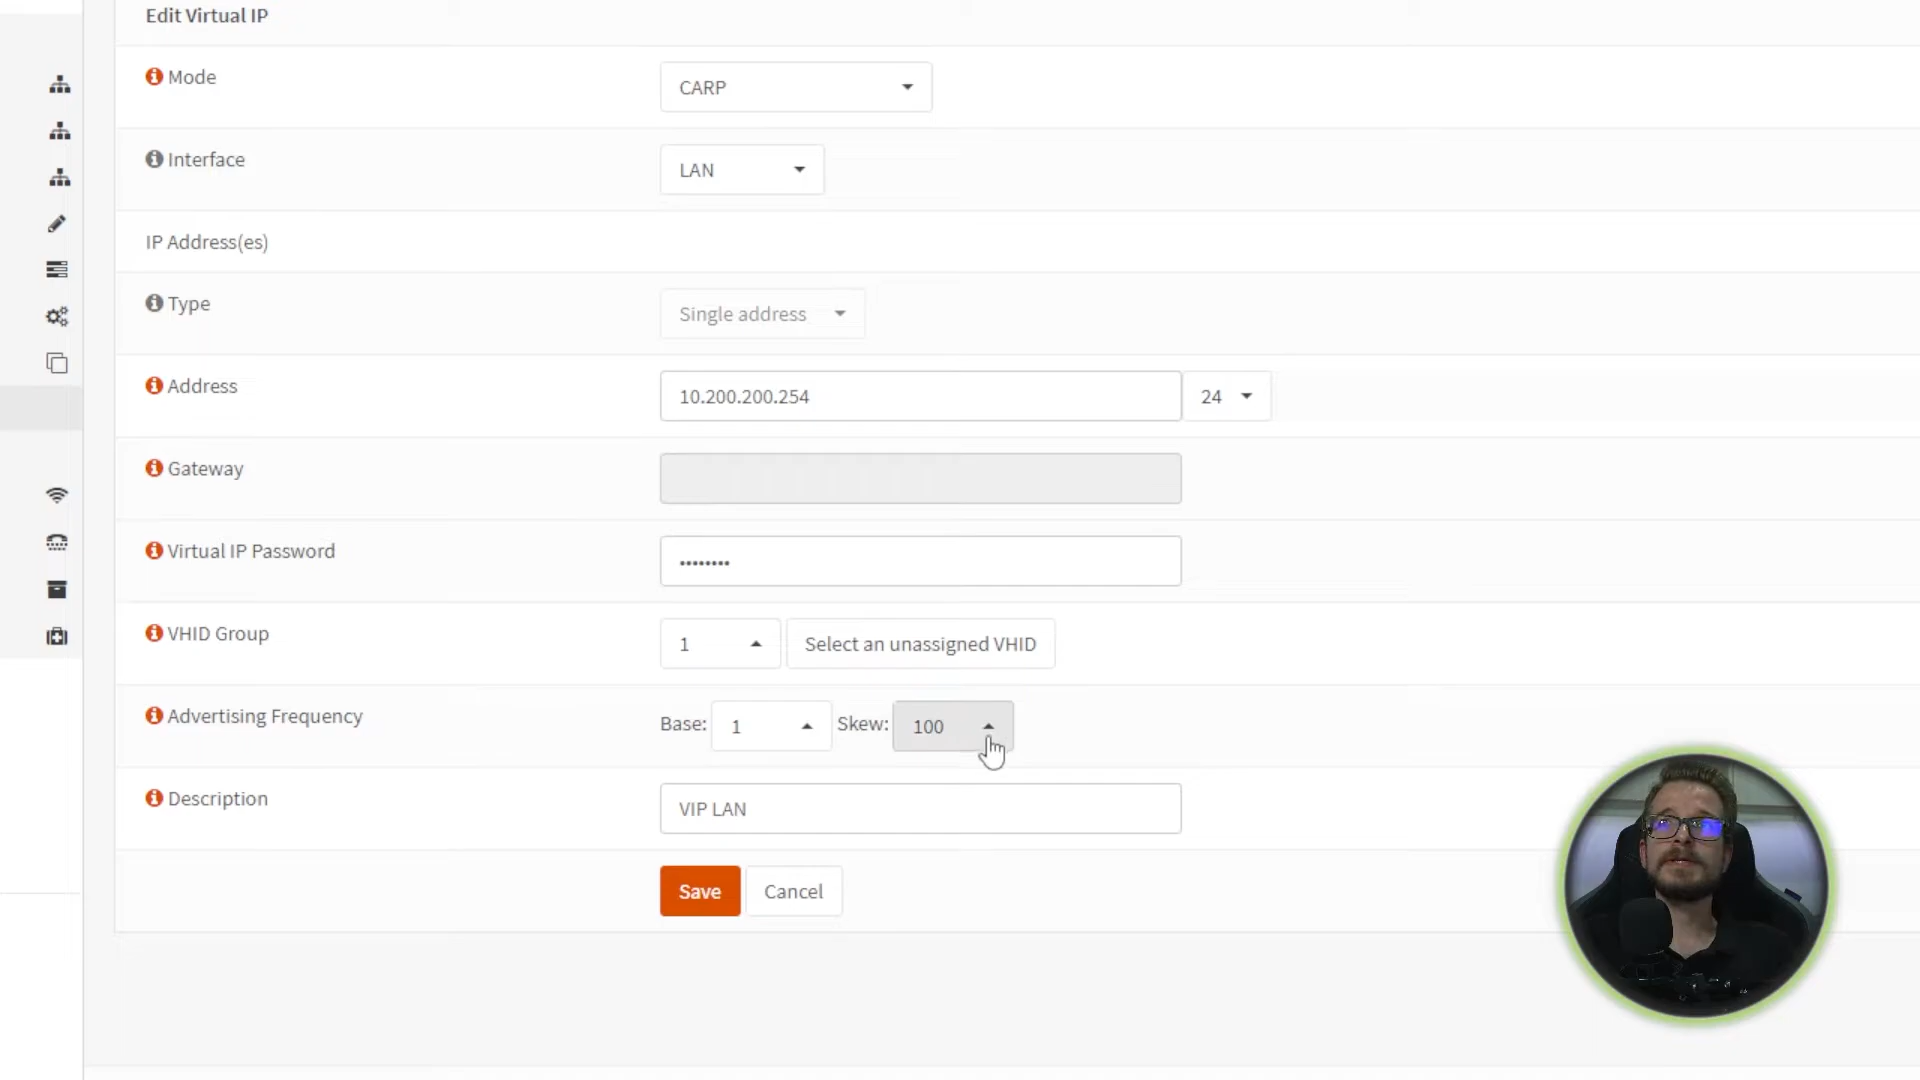 Edit Virtual IP
Mode
CARP
Interface
LAN
IP Address(es)
Type
Single address
Address
10.200.200.254
24
Gateway
Virtual IP Password
••••••••
VHID Group
1
Select an unassigned VHID
Advertising Frequency
Base:
1
Skew:
100
Description
VIP LAN
Save
Cancel